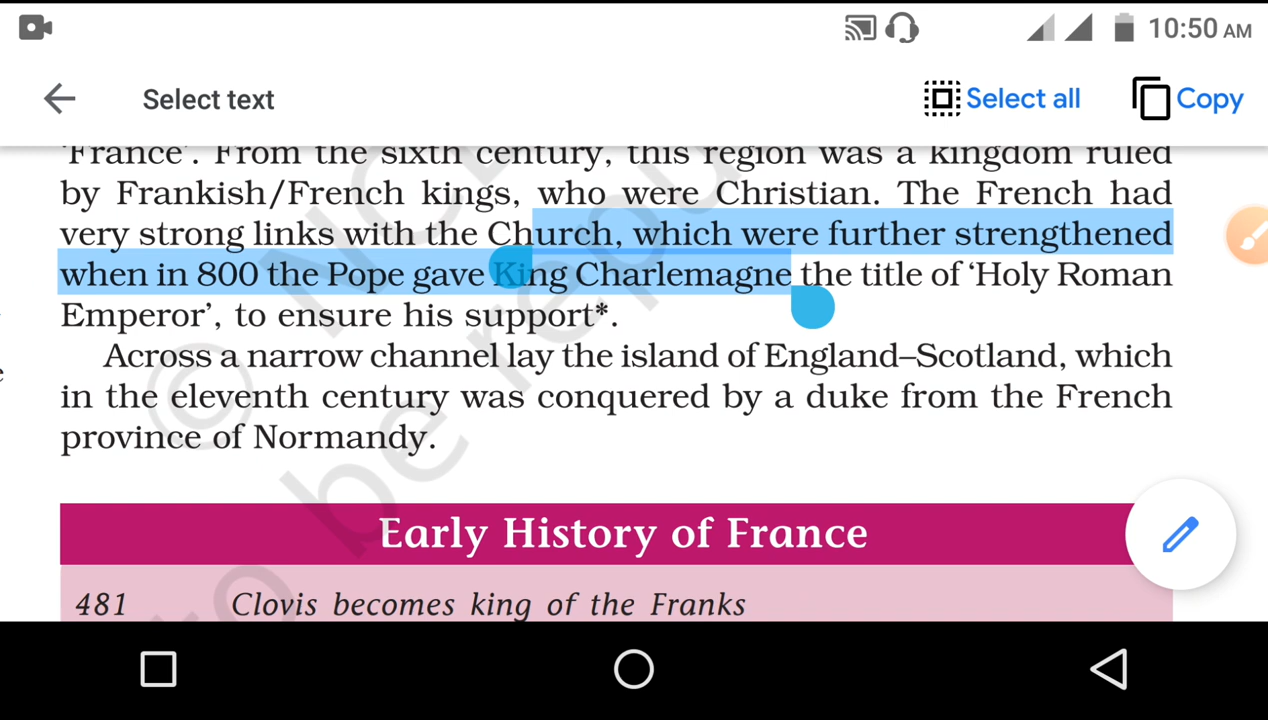 10:50 AM
Select text
Select all
Copy
'France'. From the sixth century, this region was a kingdom ruled
by Frankish/French kings, who were Christian. The French had
very strong links with the Church, which were further strengthened
when in 800 the Pope gave King Charlemagne the title of ‘Holy Roman
Emperor’, to ensure his support*.
Across a narrow channel lay the island of England–Scotland, which
in the eleventh century was conquered by a duke from the French
province of Normandy.
Early History of France
481 Clovis becomes king of the Franks